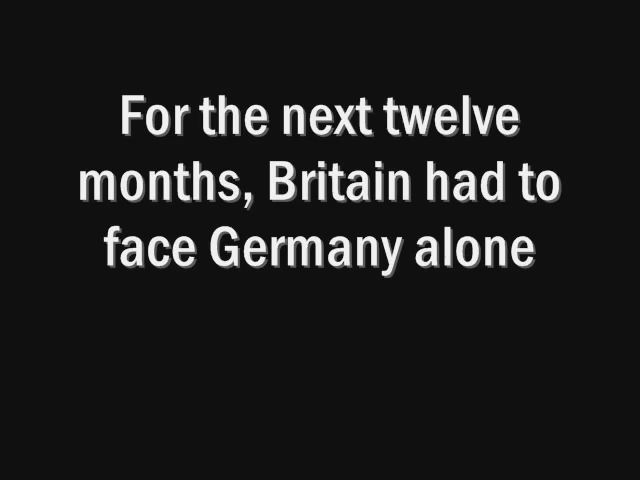 For the next twelve
months, Britain had to
face Germany alone